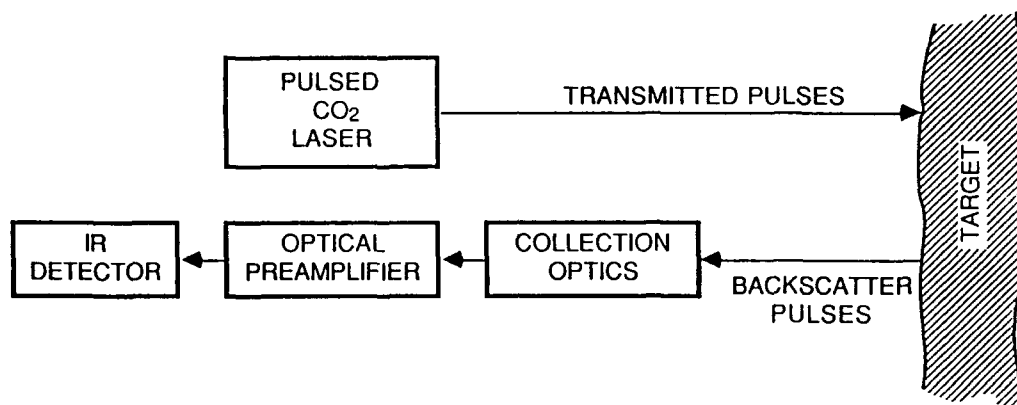 PULSED
CO₂
LASER
TRANSMITTED PULSES
TARGET
IR
DETECTOR
OPTICAL
PREAMPLIFIER
COLLECTION
OPTICS
BACKSCATTER
PULSES